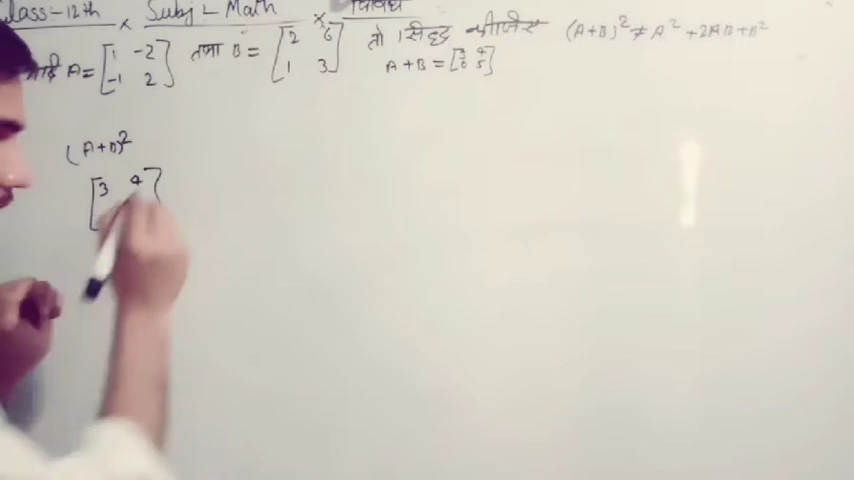 Class-12th × Subj - Math × विविध
यदि A = [1 -2 -1 2] तथा B = [2 6 1 3] तो सिद्ध कीजिए (A+B)² ≠ A² + 2AB + B²
A + B = [3 4 0 5]
(A+B)²
[3 4]